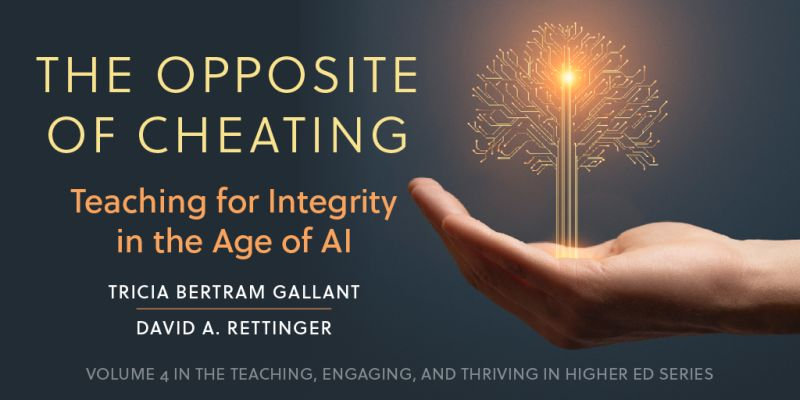 THE OPPOSITE
OF CHEATING
Teaching for Integrity
in the Age of AI
TRICIA BERTRAM GALLANT
DAVID A. RETTINGER
VOLUME 4 IN THE TEACHING, ENGAGING, AND THRIVING IN HIGHER ED SERIES